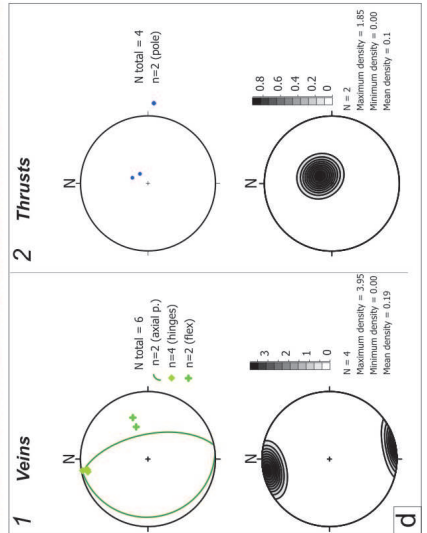 1 Veins
N
N total = 6
n=2 (axial p.)
n=4 (hinges)
n=2 (flex)
3
2
1
0
N = 4
Maximum density = 3.95
Minimum density = 0.00
Mean density = 0.19
d
2 Thrusts
N
N total = 4
n=2 (pole)
N
0.8
0.6
0.4
0.2
0
N = 2
Maximum density = 1.85
Minimum density = 0.00
Mean density = 0.1